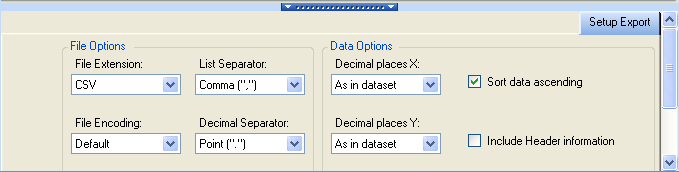 Setup Export
File Options
Data Options
File Extension:
List Separator:
Decimal places X:
CSV
Comma (",")
As in dataset
Sort data ascending
File Encoding:
Decimal Separator:
Decimal places Y:
Default
Point (".")
As in dataset
Include Header information